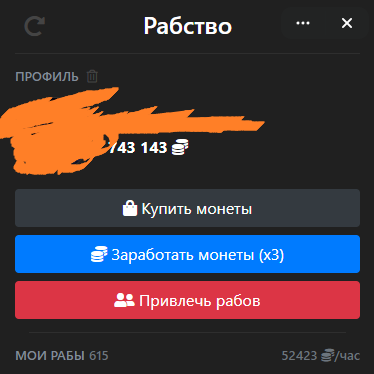 Рабство
ПРОФИЛЬ
743 143
Купить монеты
Заработать монеты (x3)
Привлечь рабов
МОИ РАБЫ 615
52423 /час